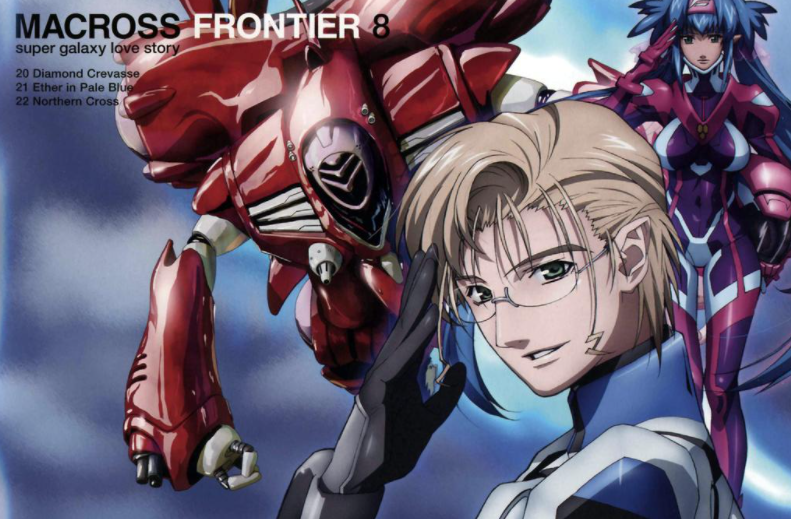 MACROSS FRONTIER 8
super galaxy love story
20 Diamond Crevasse
21 Ether in Pale Blue
22 Northern Cross